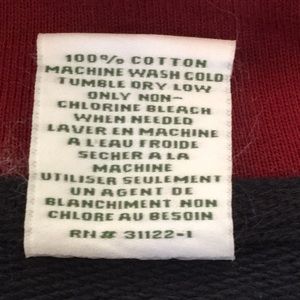 100% COTTON
MACHINE WASH COLD
TUMBLE DRY LOW
ONLY NON-
CHLORINE BLEACH
WHEN NEEDED
LAVER EN MACHINE
A L'EAU FROIDE
SECHER A LA
MACHINE
UTILISER SEULEMENT
UN AGENT DE
BLANCHIMENT NON
CHLORE AU BESOIN
RN# 31122-1